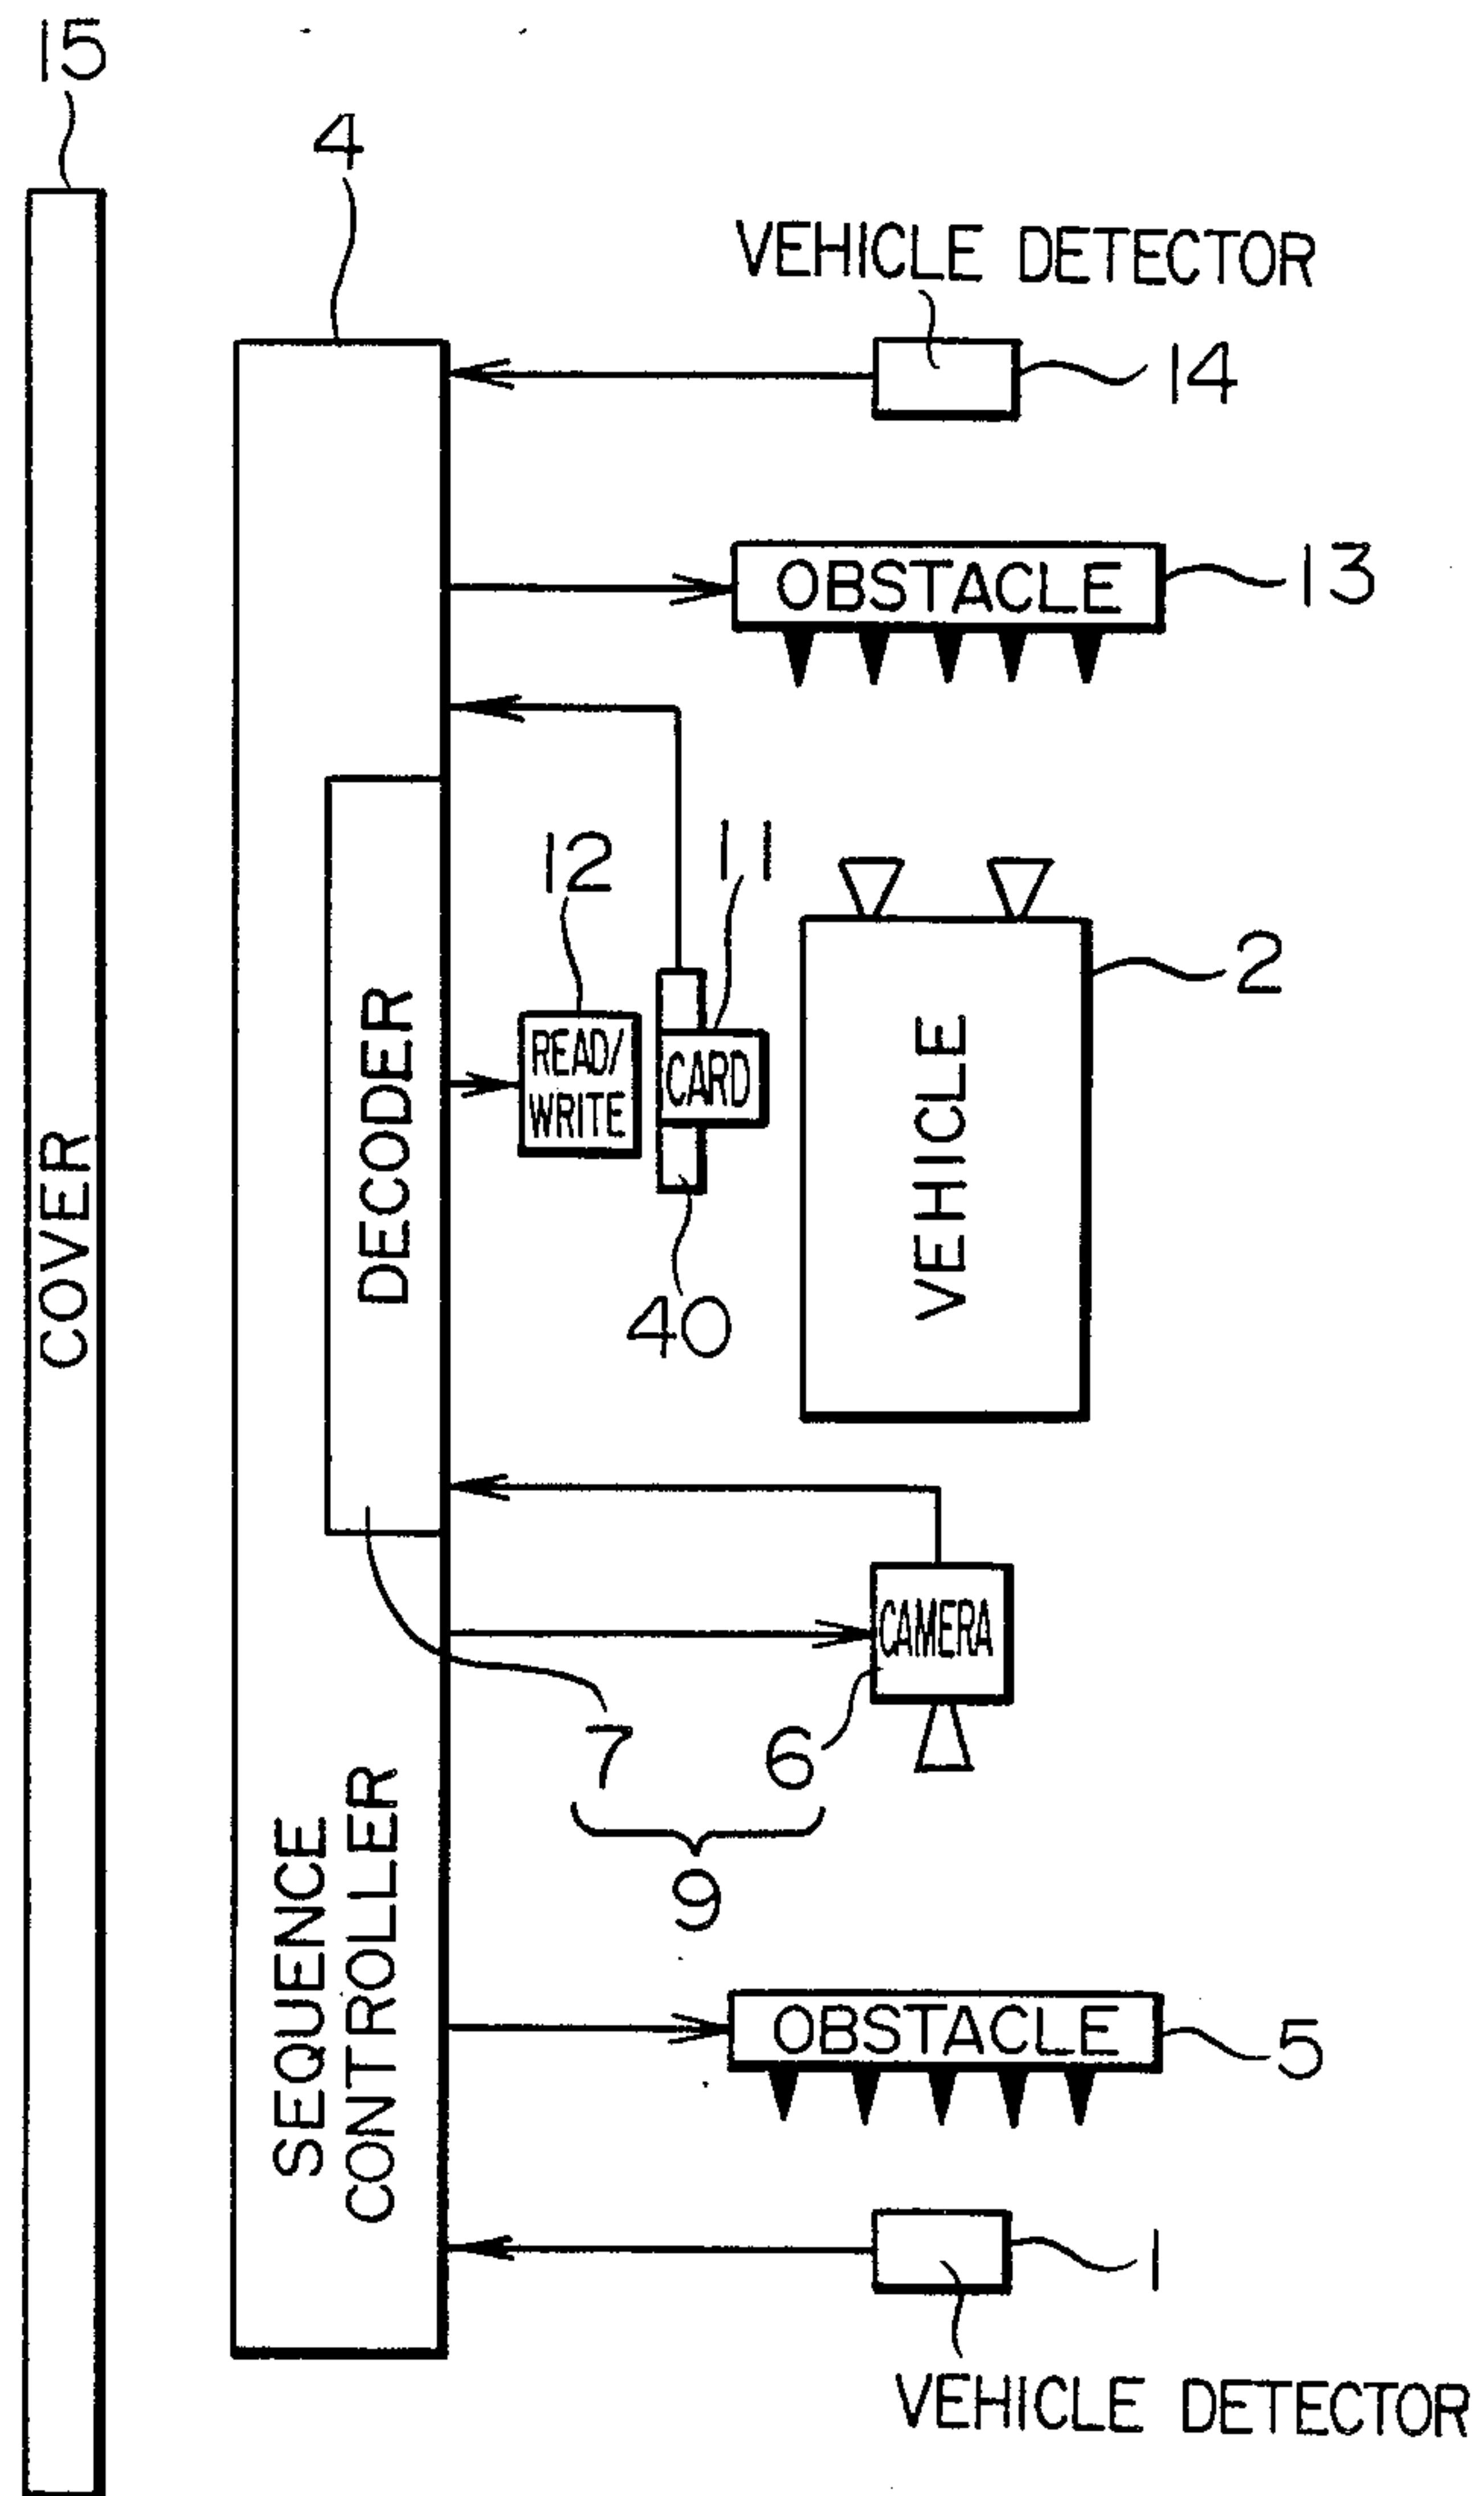 15
4
VEHICLE DETECTOR
14
OBSTACLE
13
12
11
2
READ/
WRITE
CARD
DECODER
VEHICLE
COVER
40
CAMERA
7
6
9
SEQUENCE
CONTROLLER
OBSTACLE
5
1
VEHICLE DETECTOR